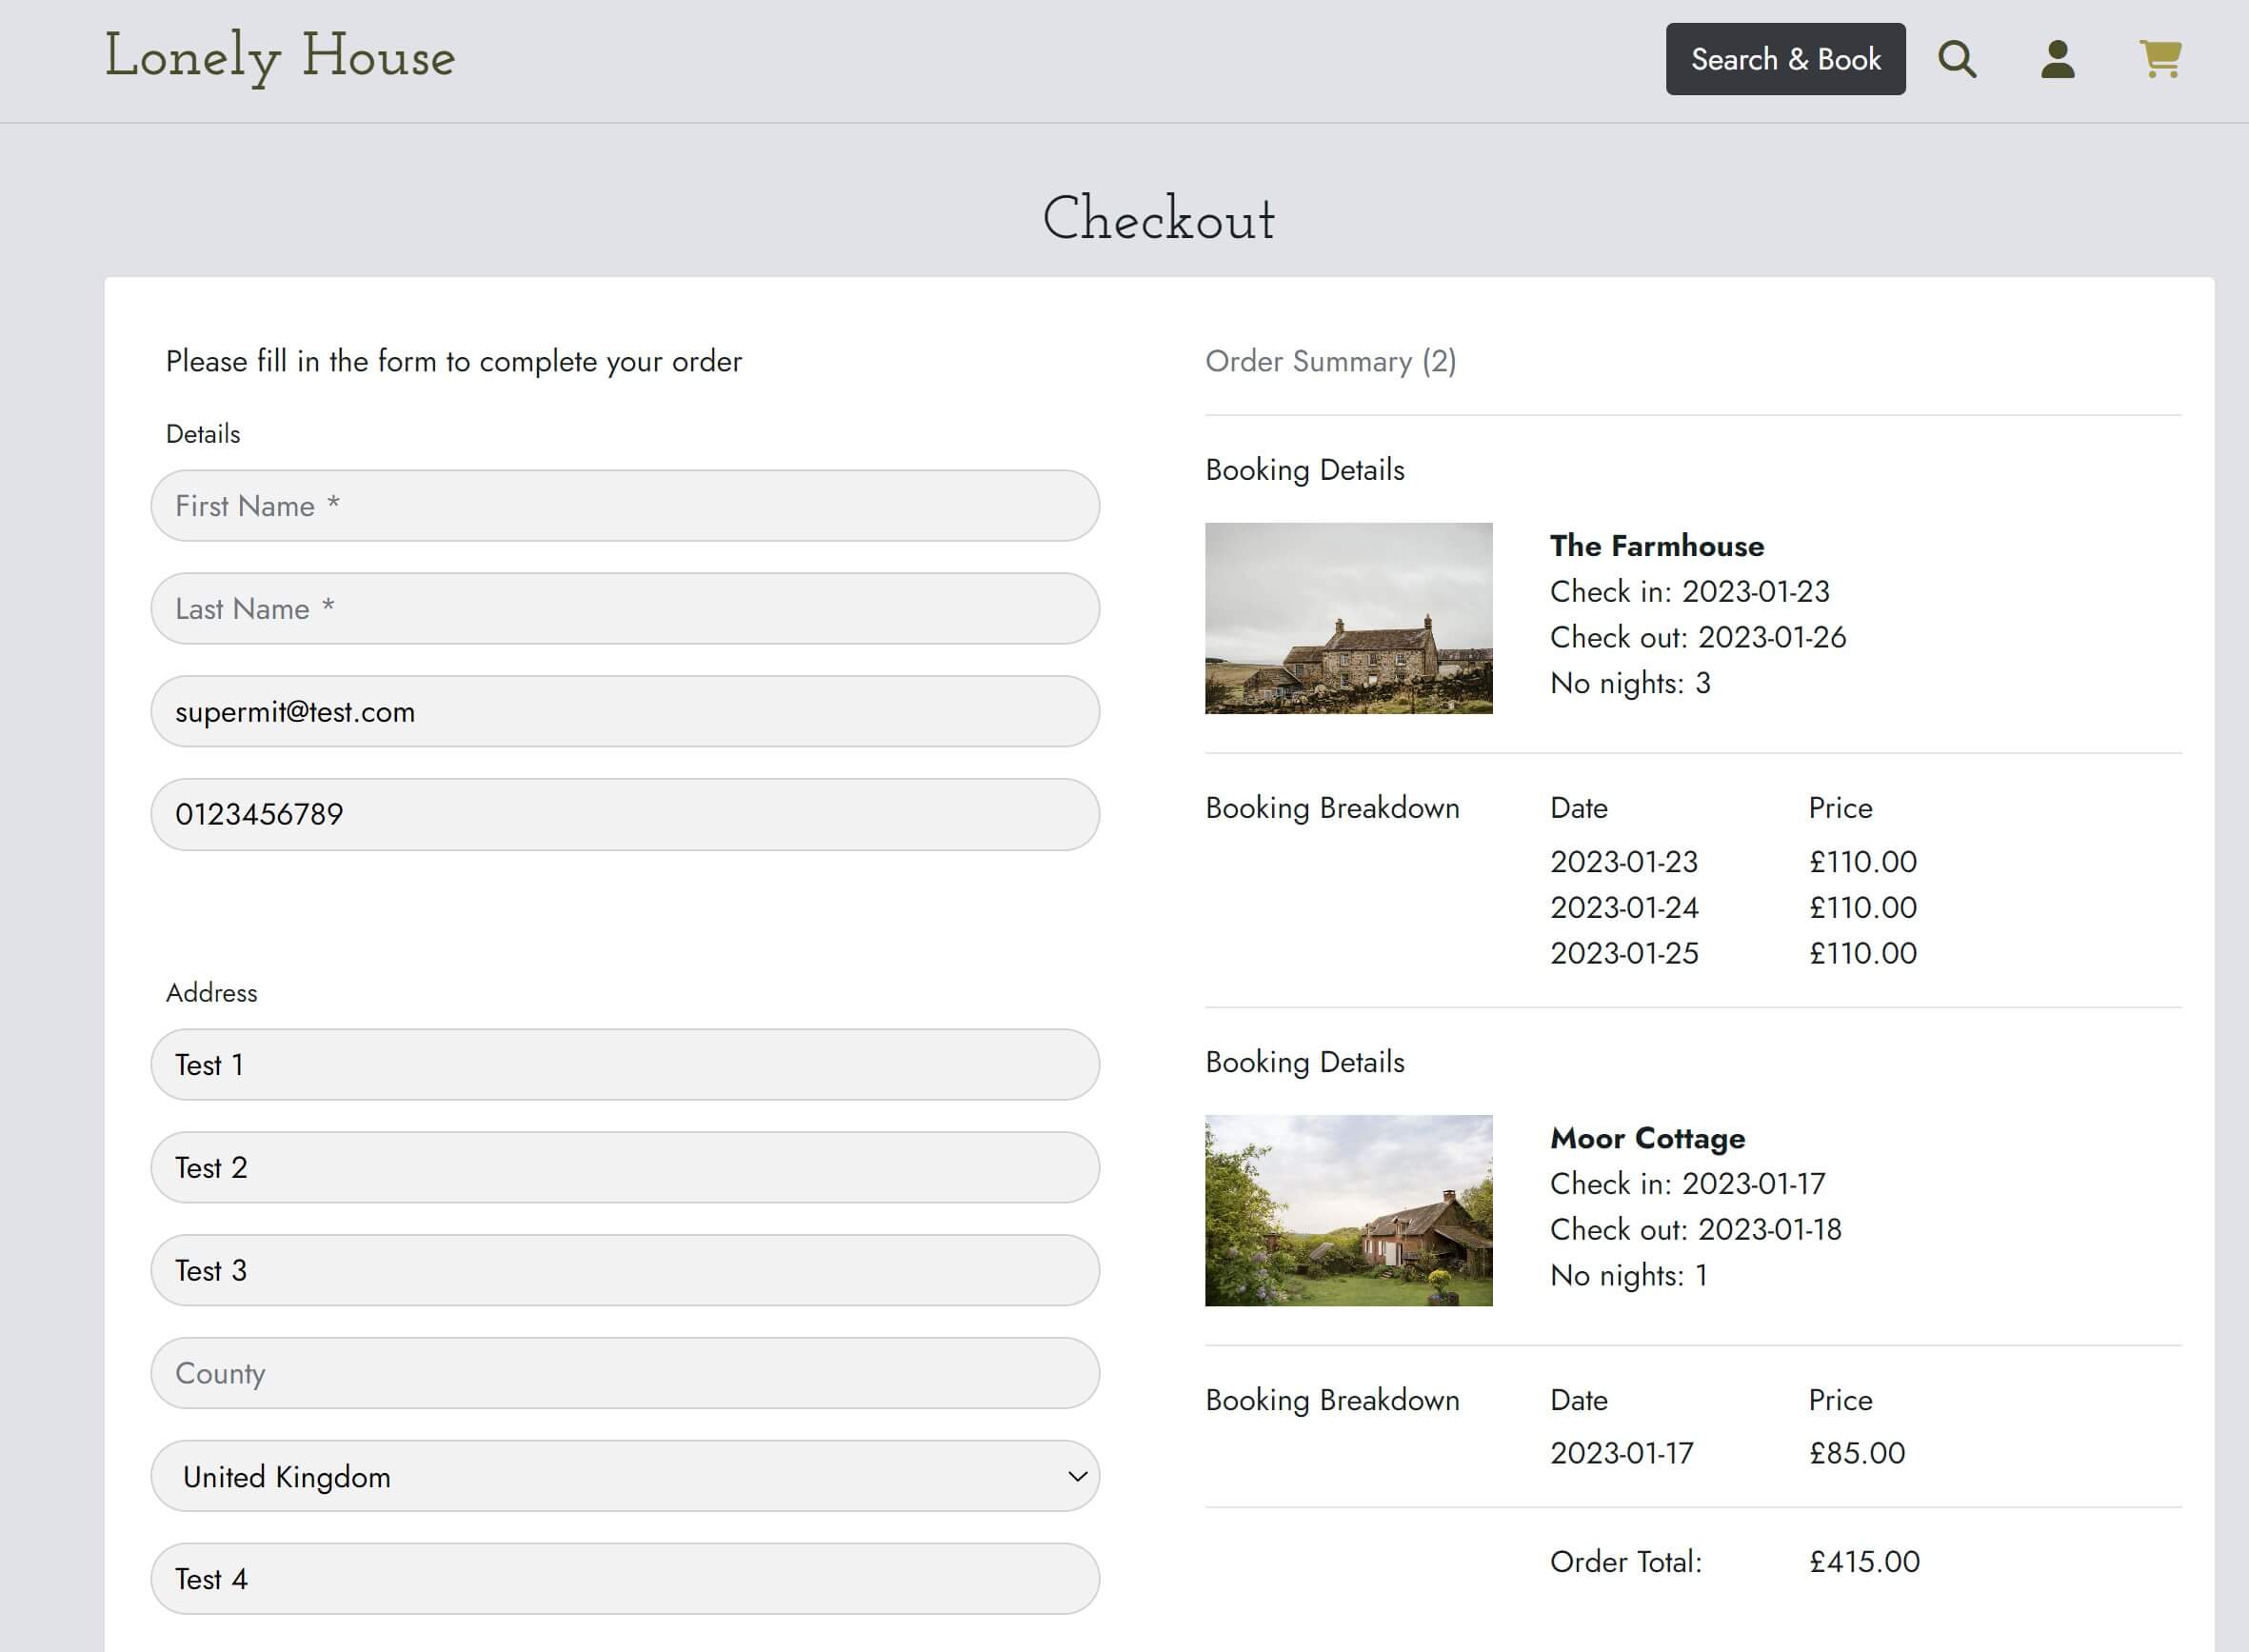 Lonely House
Search & Book
Checkout
Please fill in the form to complete your order
Details
First Name *
Last Name *
supermit@test.com
0123456789
Address
Test 1
Test 2
Test 3
County
United Kingdom
Test 4
Order Summary (2)
Booking Details
The Farmhouse
Check in: 2023-01-23
Check out: 2023-01-26
No nights: 3
Booking Breakdown Date Price
2023-01-23 £110.00
2023-01-24 £110.00
2023-01-25 £110.00
Booking Details
Moor Cottage
Check in: 2023-01-17
Check out: 2023-01-18
No nights: 1
Booking Breakdown Date Price
2023-01-17 £85.00
Order Total: £415.00